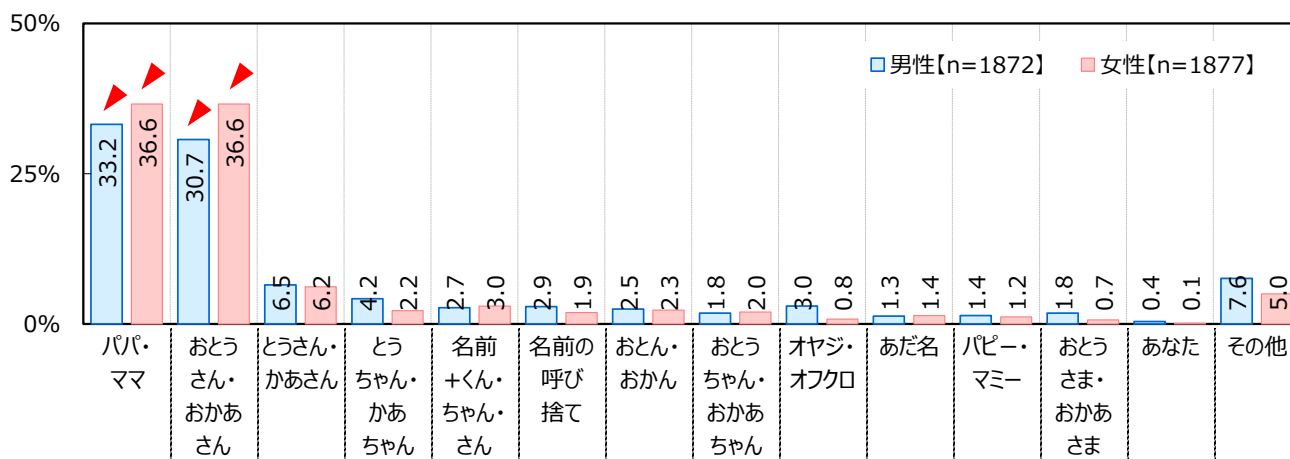 50%
男性【n=1872】 女性【n=1877】
25%
0%
33.2 36.6 30.7 36.6 6.5 6.2 4.2 2.2 2.7 3.0 2.9 1.9 2.5 2.3 1.8 2.0 3.0 0.8 1.3 1.4 1.4 1.2 1.8 0.7 0.4 0.1 7.6 5.0
パパ・
ママ
おとう
さん・
おかあ
さん
とうさん・
かあさん
とう
ちゃん・
かあ
ちゃん
名前
+くん・
ちゃん・
さん
名前の
呼び
捨て
おとん・
おかん
おとう
ちゃん・
おかあ
ちゃん
オヤジ・
オフクロ
あだ名
パピー・
マミー
おとう
さま・
おかあ
さま
あなた
その他